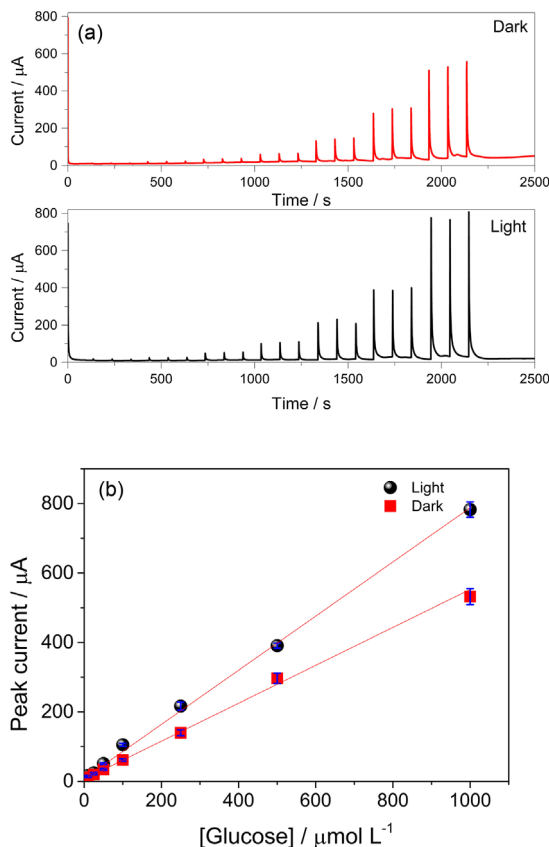 (a)
Dark
Current / μA
800
600
400
200
0
0 500 1000 1500 2000 2500
Time / s
Light
Current / μA
800
600
400
200
0
0 500 1000 1500 2000 2500
Time / s
(b)
Light
Dark
Peak current / μA
800
600
400
200
0
0 200 400 600 800 1000
[Glucose] / μmol L⁻¹